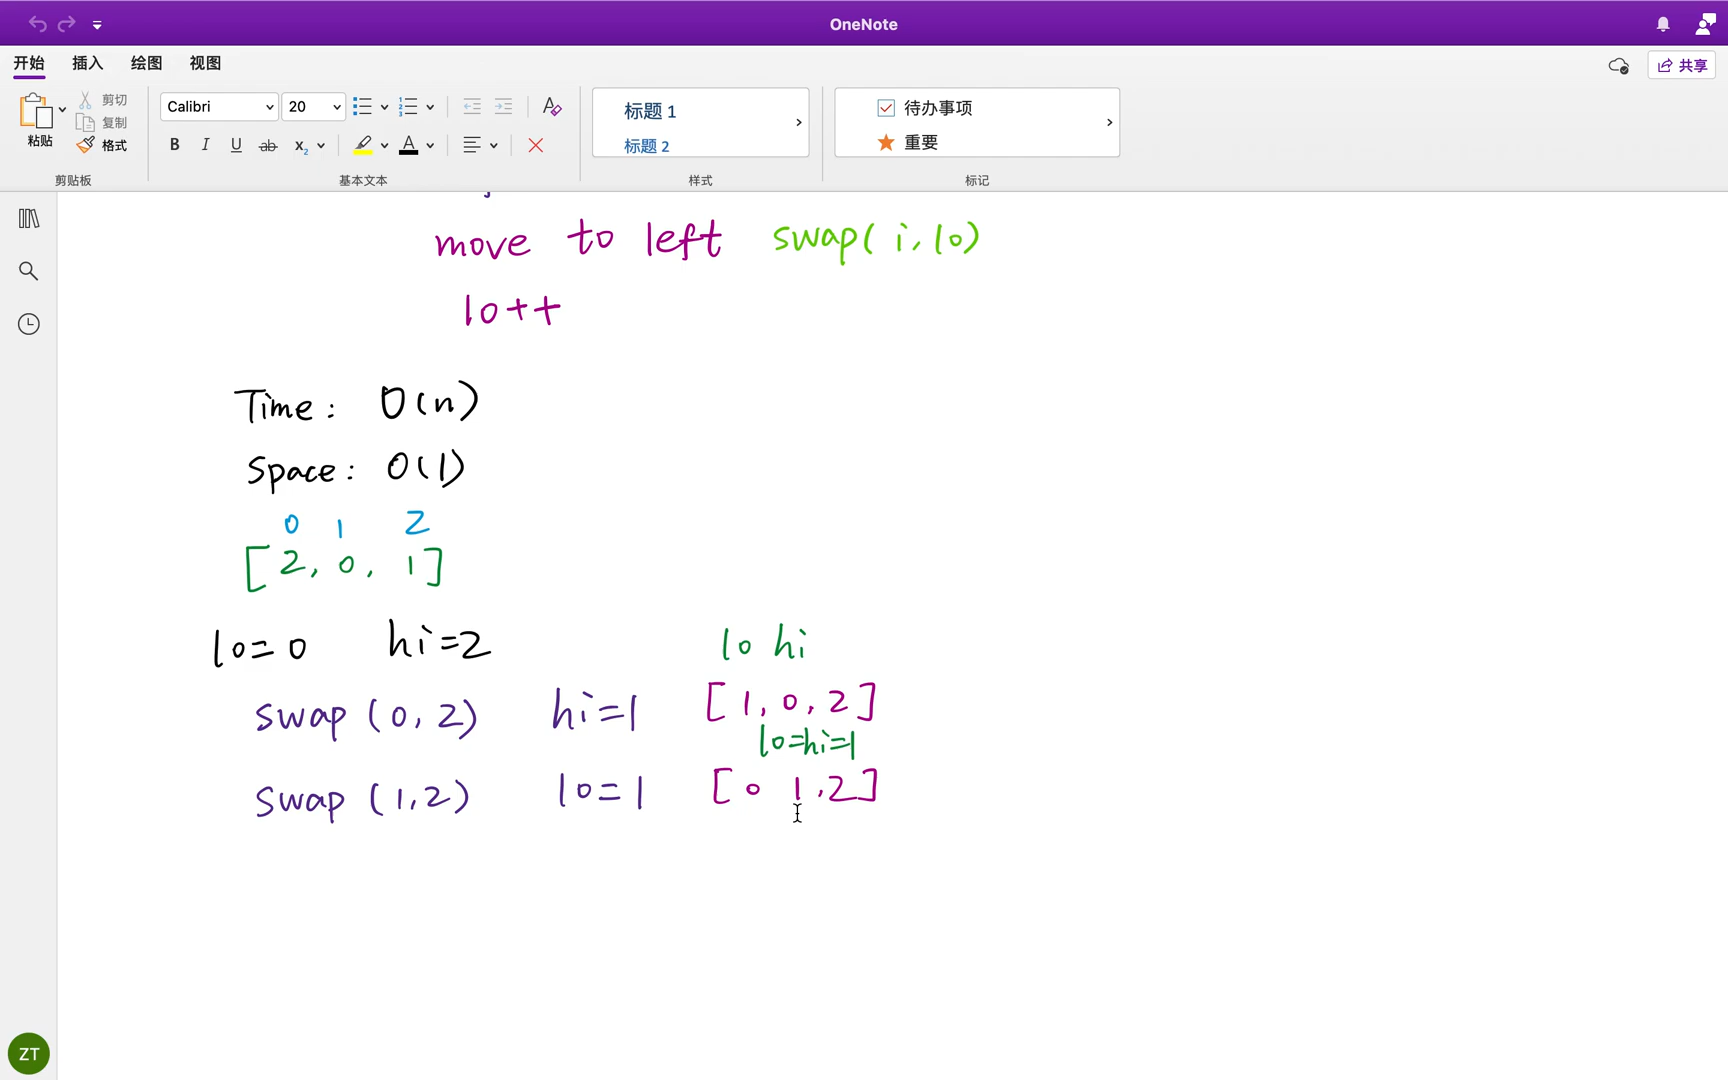 OneNote
开始 插入 绘图 视图
共享
粘贴
剪切
复制
格式
剪贴板
Calibri 20
B I U ab x₂ A
基本文本
标题 1
标题 2
样式
待办事项
重要
标记
move to left swap( i, lo)
lo++
Time: O(n)
Space: O(1)
0 1 2
[2, 0, 1]
lo=0 hi=2
lo hi
swap (0, 2) hi=1 [1, 0, 2]
lo=hi=1
swap (1,2) lo=1 [0 1,2]
ZT